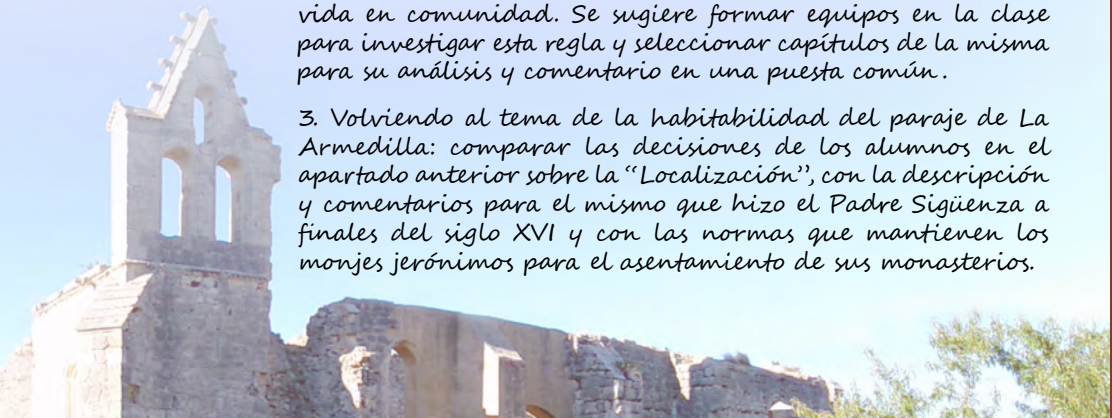 vida en comunidad. Se sugiere formar equipos en la clase
para investigar esta regla y seleccionar capítulos de la misma
para su análisis y comentario en una puesta común.
3. Volviendo al tema de la habitabilidad del paraje de La
Armedilla: comparar las decisiones de los alumnos en el
apartado anterior sobre la “Localización”, con la descripción
y comentarios para el mismo que hizo el Padre Sigüenza a
finales del siglo XVI y con las normas que mantienen los
monjes jerónimos para el asentamiento de sus monasterios.